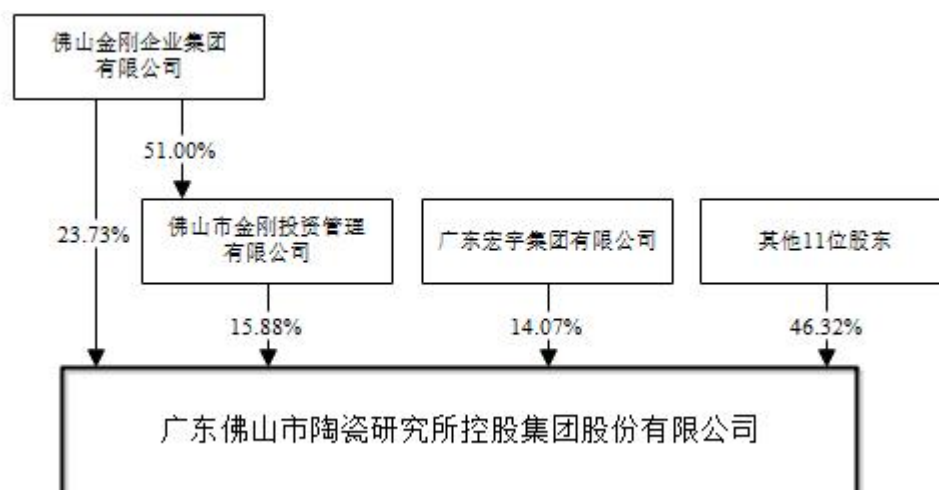 佛山金刚企业集团
有限公司
51.00%
23.73%
佛山市金刚投资管理
有限公司
广东宏宇集团有限公司
其他11位股东
15.88%
14.07%
46.32%
广东佛山市陶瓷研究所控股集团股份有限公司